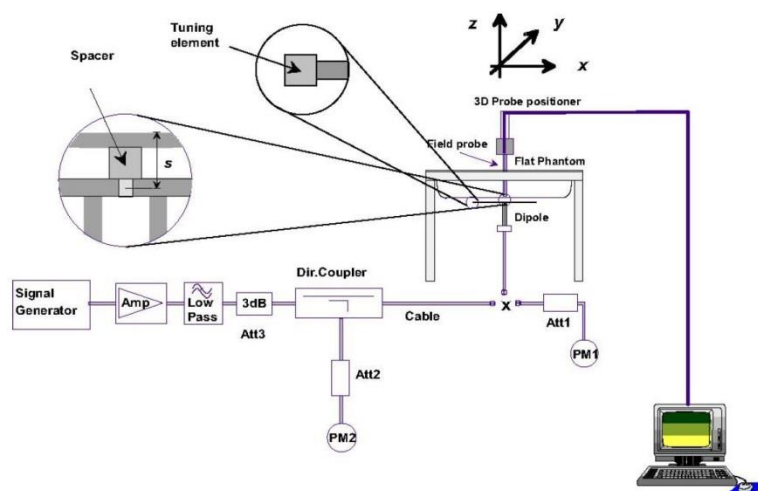 Tuning
element
Spacer
s
z
y
x
3D Probe positioner
Field probe
Flat Phantom
Dipole
Signal
Generator
Amp
Low
Pass
3dB
Att3
Dir.Coupler
Cable
x
Att1
PM1
Att2
PM2